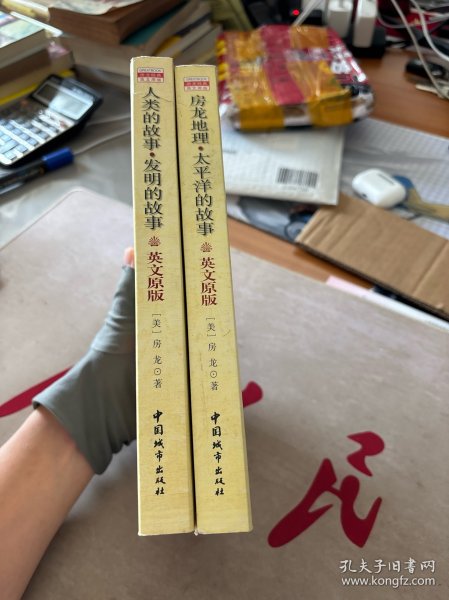 人类的故事·发明的故事
英文原版
[美]房龙⊙著
中国城市出版社
房龙地理·太平洋的故事
英文原版
[美]房龙⊙著
中国城市出版社
民
孔夫子旧书网
www.kongfz.com